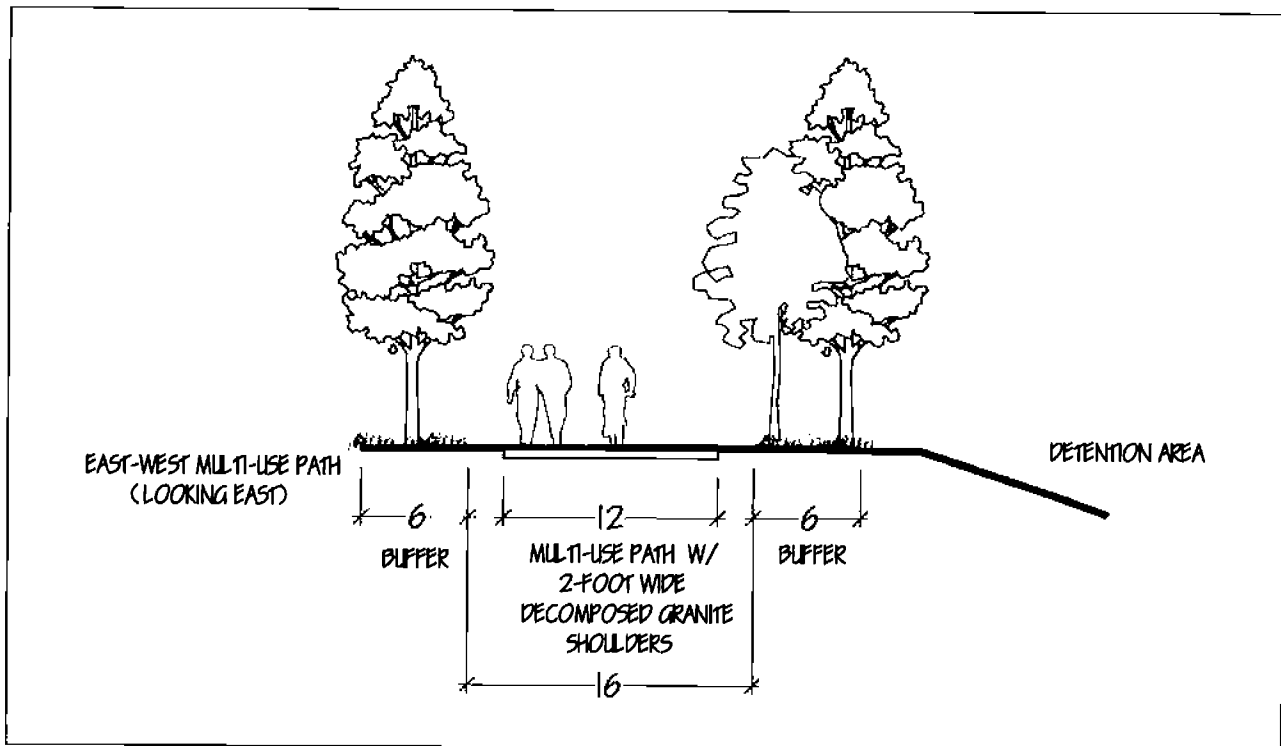 EAST-WEST MULTI-USE PATH
(LOOKING EAST)
DETENTION AREA
6
12
6
BUFFER
MULTI-USE PATH W/
2-FOOT WIDE
DECOMPOSED GRANITE
SHOULDERS
BUFFER
16